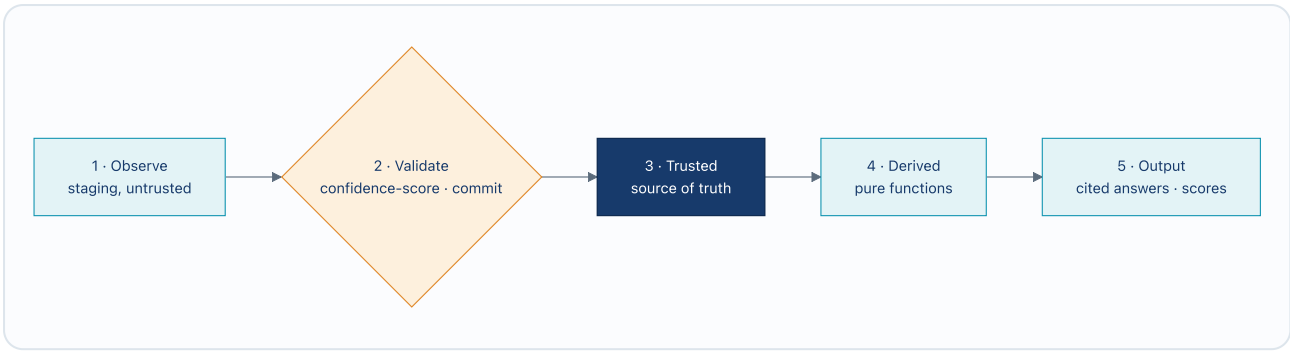 1 · Observe
staging, untrusted
2 · Validate
confidence-score · commit
3 · Trusted
source of truth
4 · Derived
pure functions
5 · Output
cited answers · scores